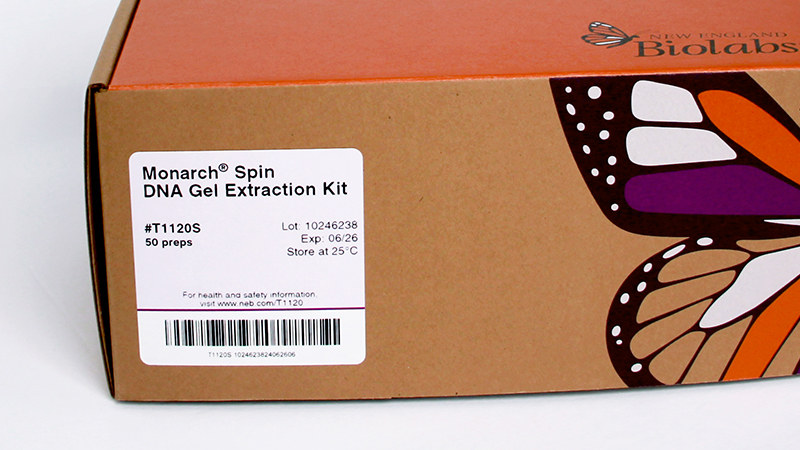 NEW ENGLAND
BioLabs
Monarch® Spin
DNA Gel Extraction Kit
#T1120S
50 preps
Lot: 10246238
Exp: 06/26
Store at 25°C
For health and safety information,
visit www.neb.com/T1120
T1120S 1024623824062606